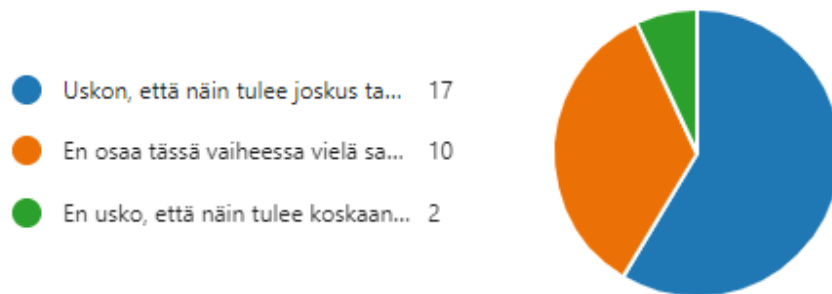 Uskon, että näin tulee joskus ta... 17
En osaa tässä vaiheessa vielä sa... 10
En usko, että näin tulee koskaan... 2